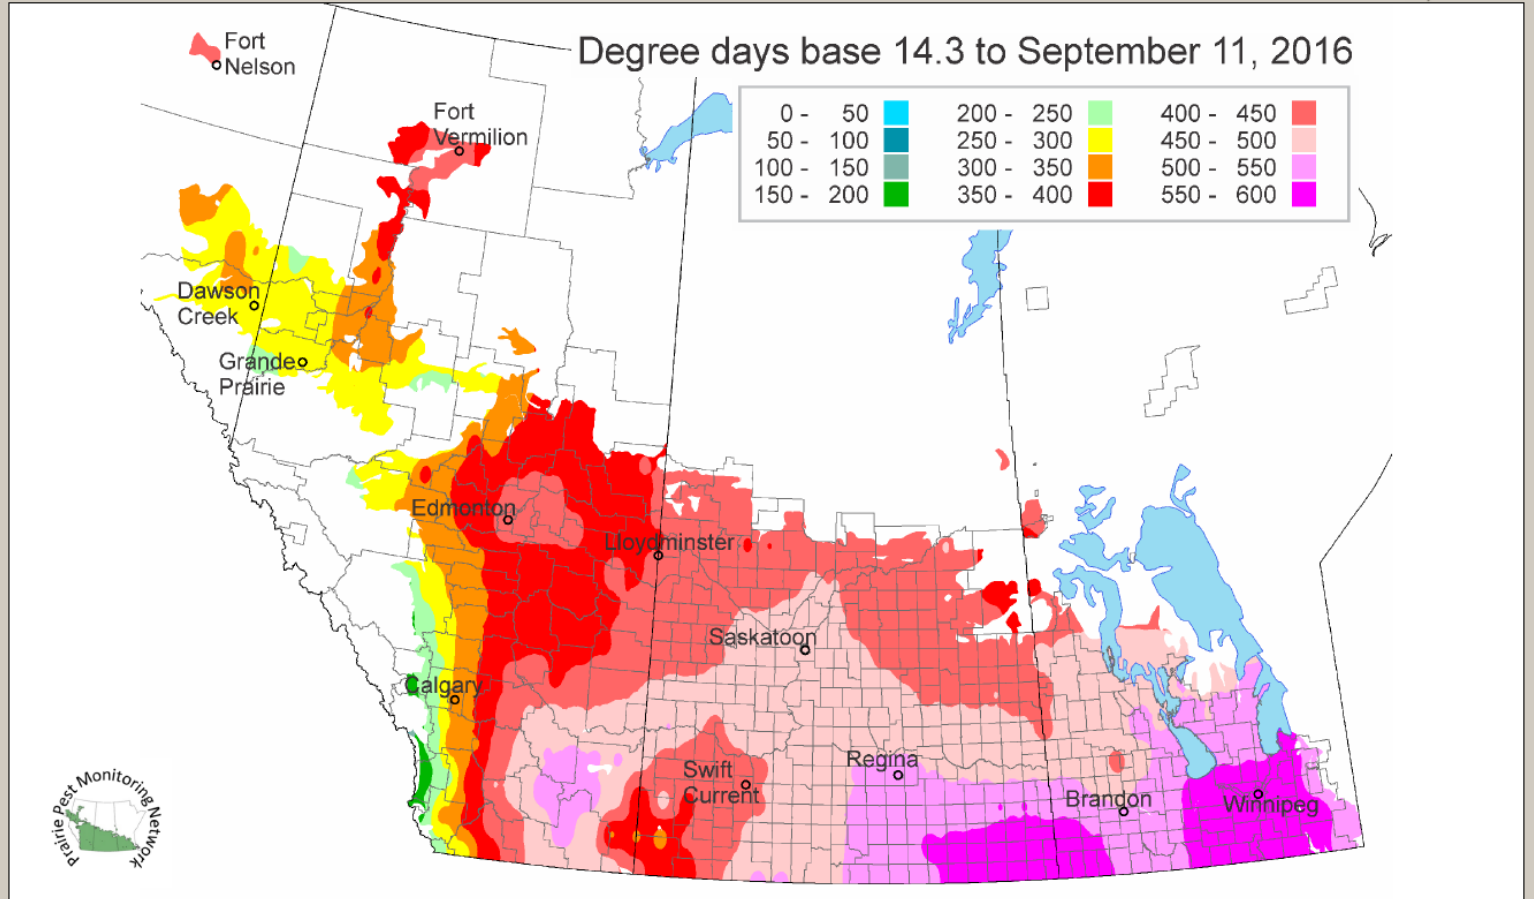 Degree days base 14.3 to September 11, 2016
0 - 50
50 - 100
100 - 150
150 - 200
200 - 250
250 - 300
300 - 350
350 - 400
400 - 450
450 - 500
500 - 550
550 - 600
Fort
Nelson
Fort
Vermilion
Dawson
Creek
Grande
Prairie
Edmonton
Lloydminster
Saskatoon
Calgary
Swift
Current
Regina
Brandon
Winnipeg
Prairie Pest Monitoring Network